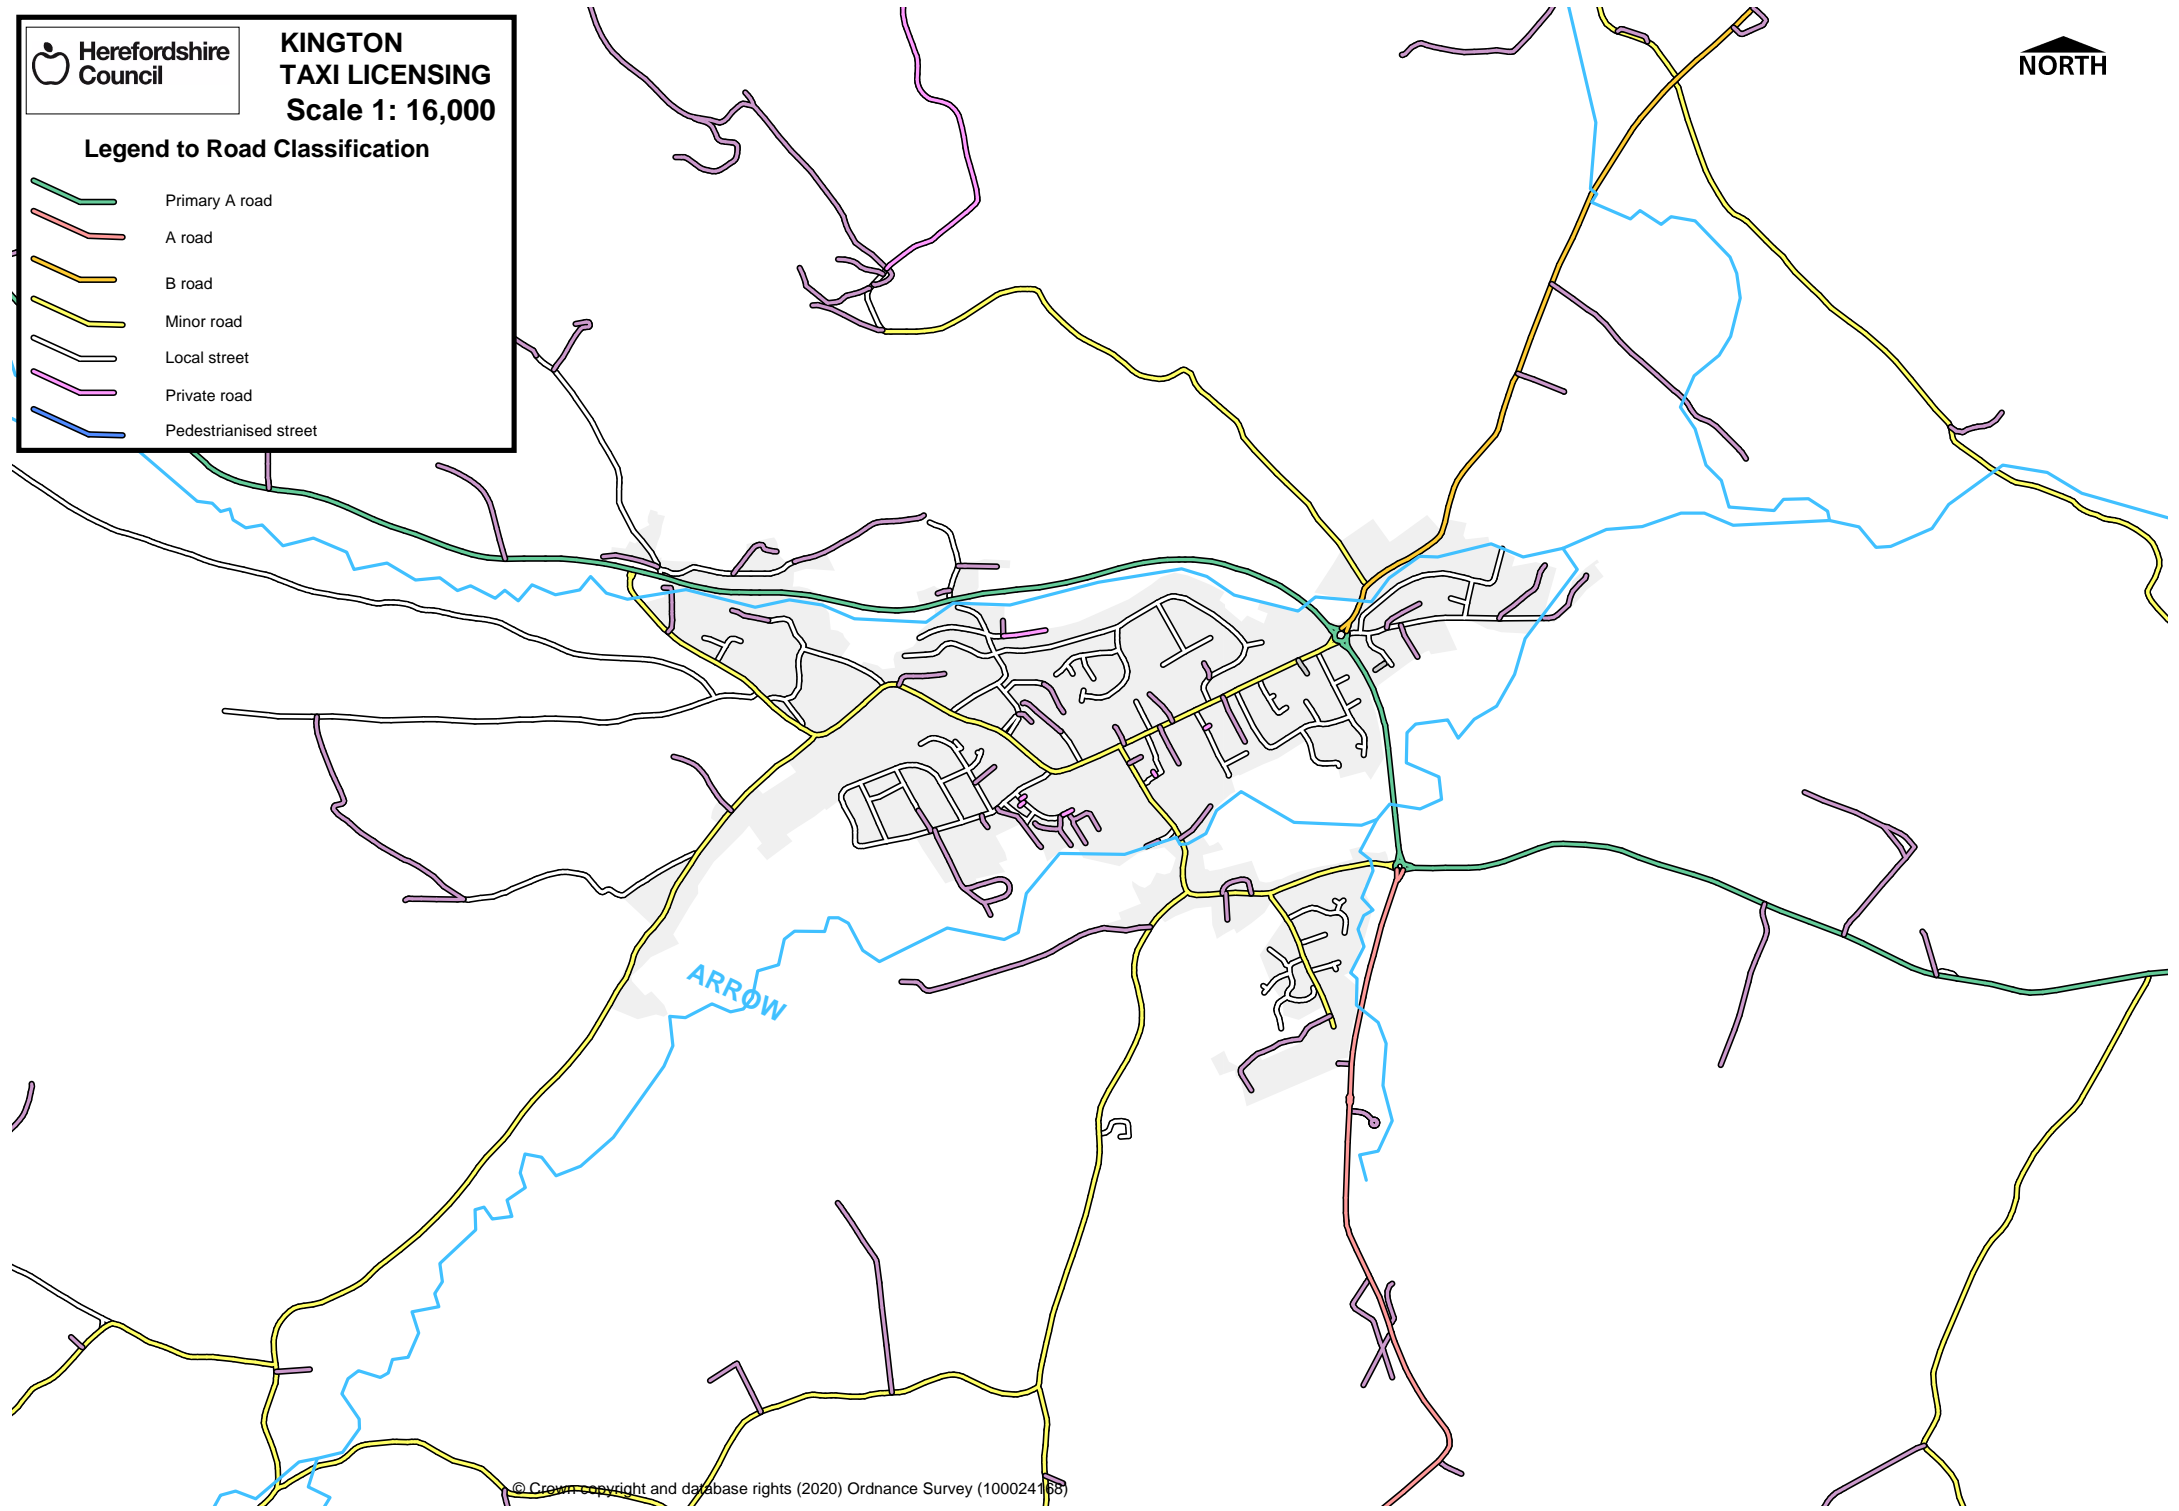 Herefordshire
Council
KINGTON
TAXI LICENSING
Scale 1: 16,000
Legend to Road Classification
Primary A road
A road
B road
Minor road
Local street
Private road
Pedestrianised street
NORTH
ARROW
© Crown copyright and database rights (2020) Ordnance Survey (100024168)